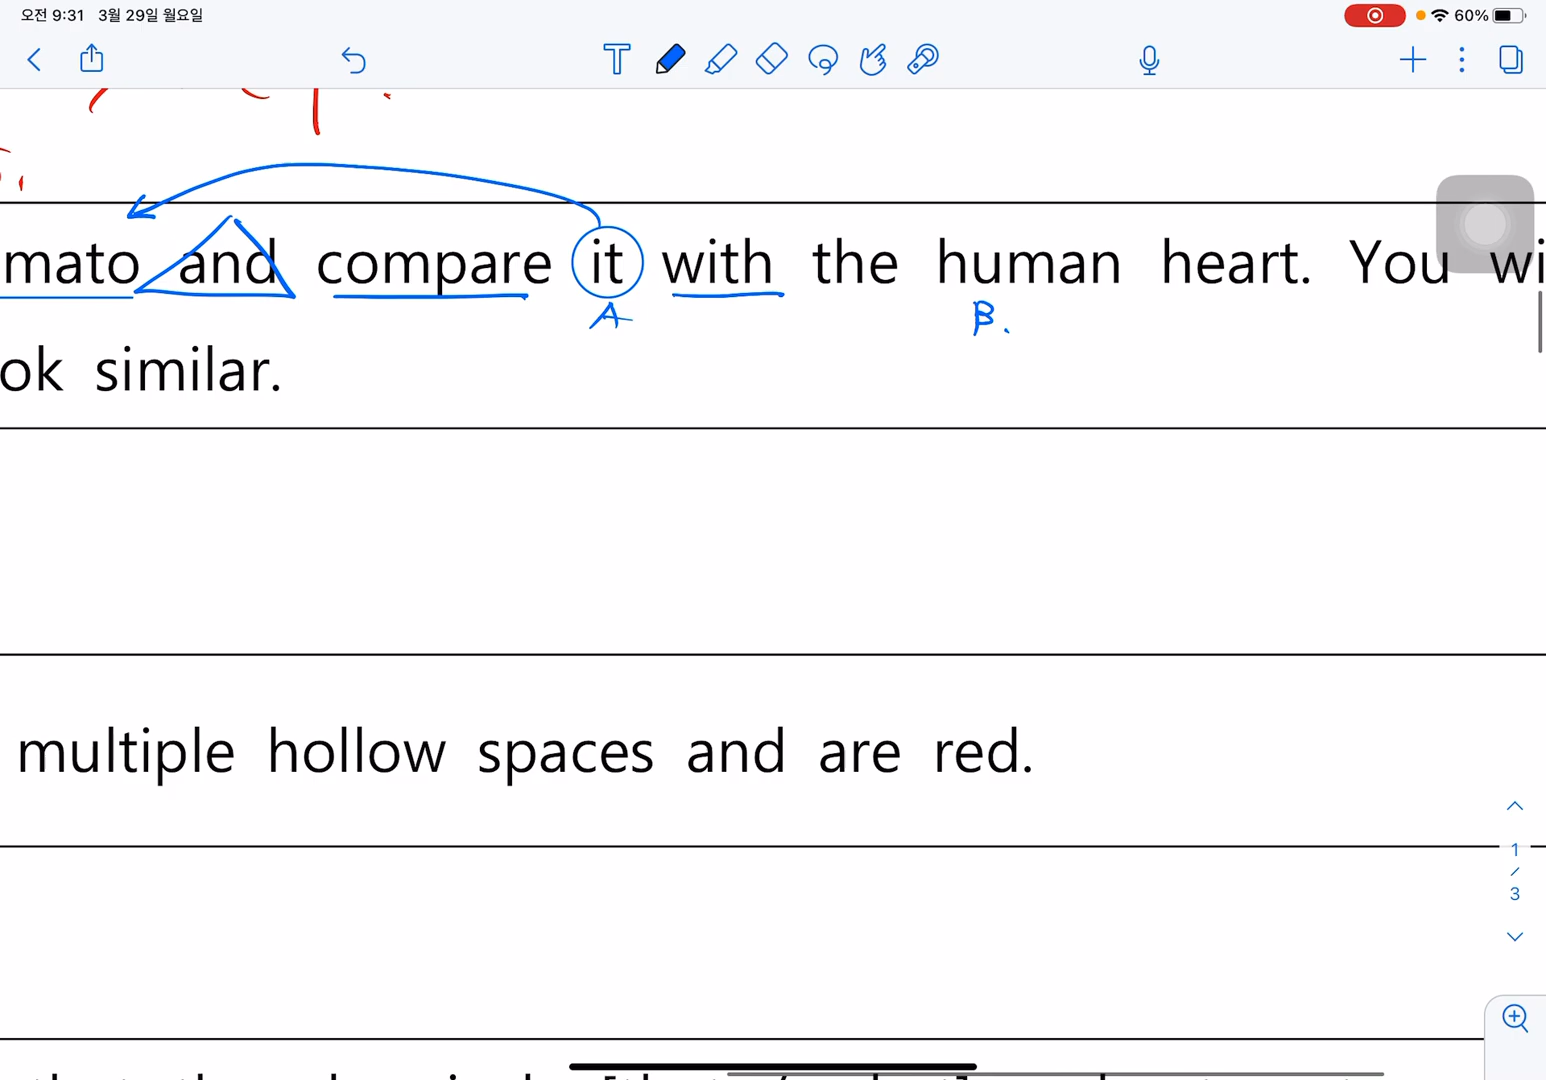 오전 9:31 3월 29일 월요일 60%
mato and compare it with the human heart. You wi
A B.
ok similar.
multiple hollow spaces and are red.
1
/
3